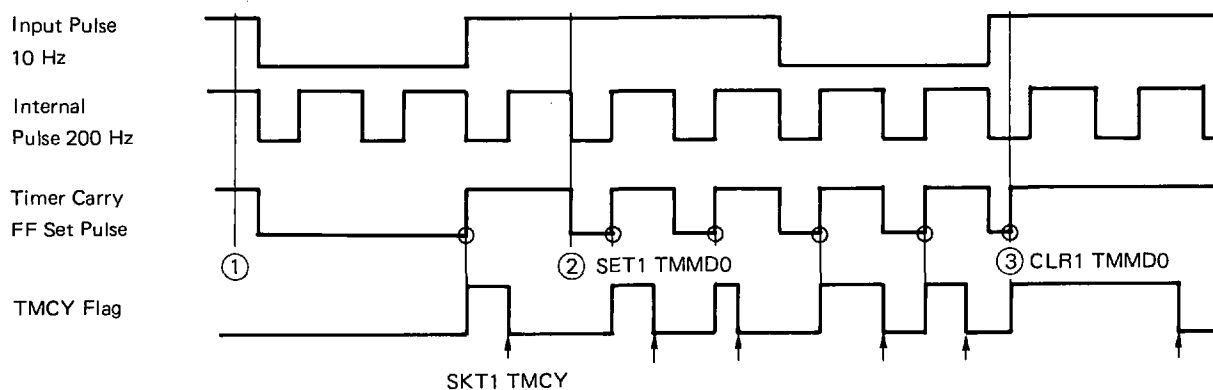 Input Pulse
10 Hz
Internal
Pulse 200 Hz
Timer Carry
FF Set Pulse
① ② SET1 TMMD0 ③ CLR1 TMMD0
TMCY Flag
SKT1 TMCY